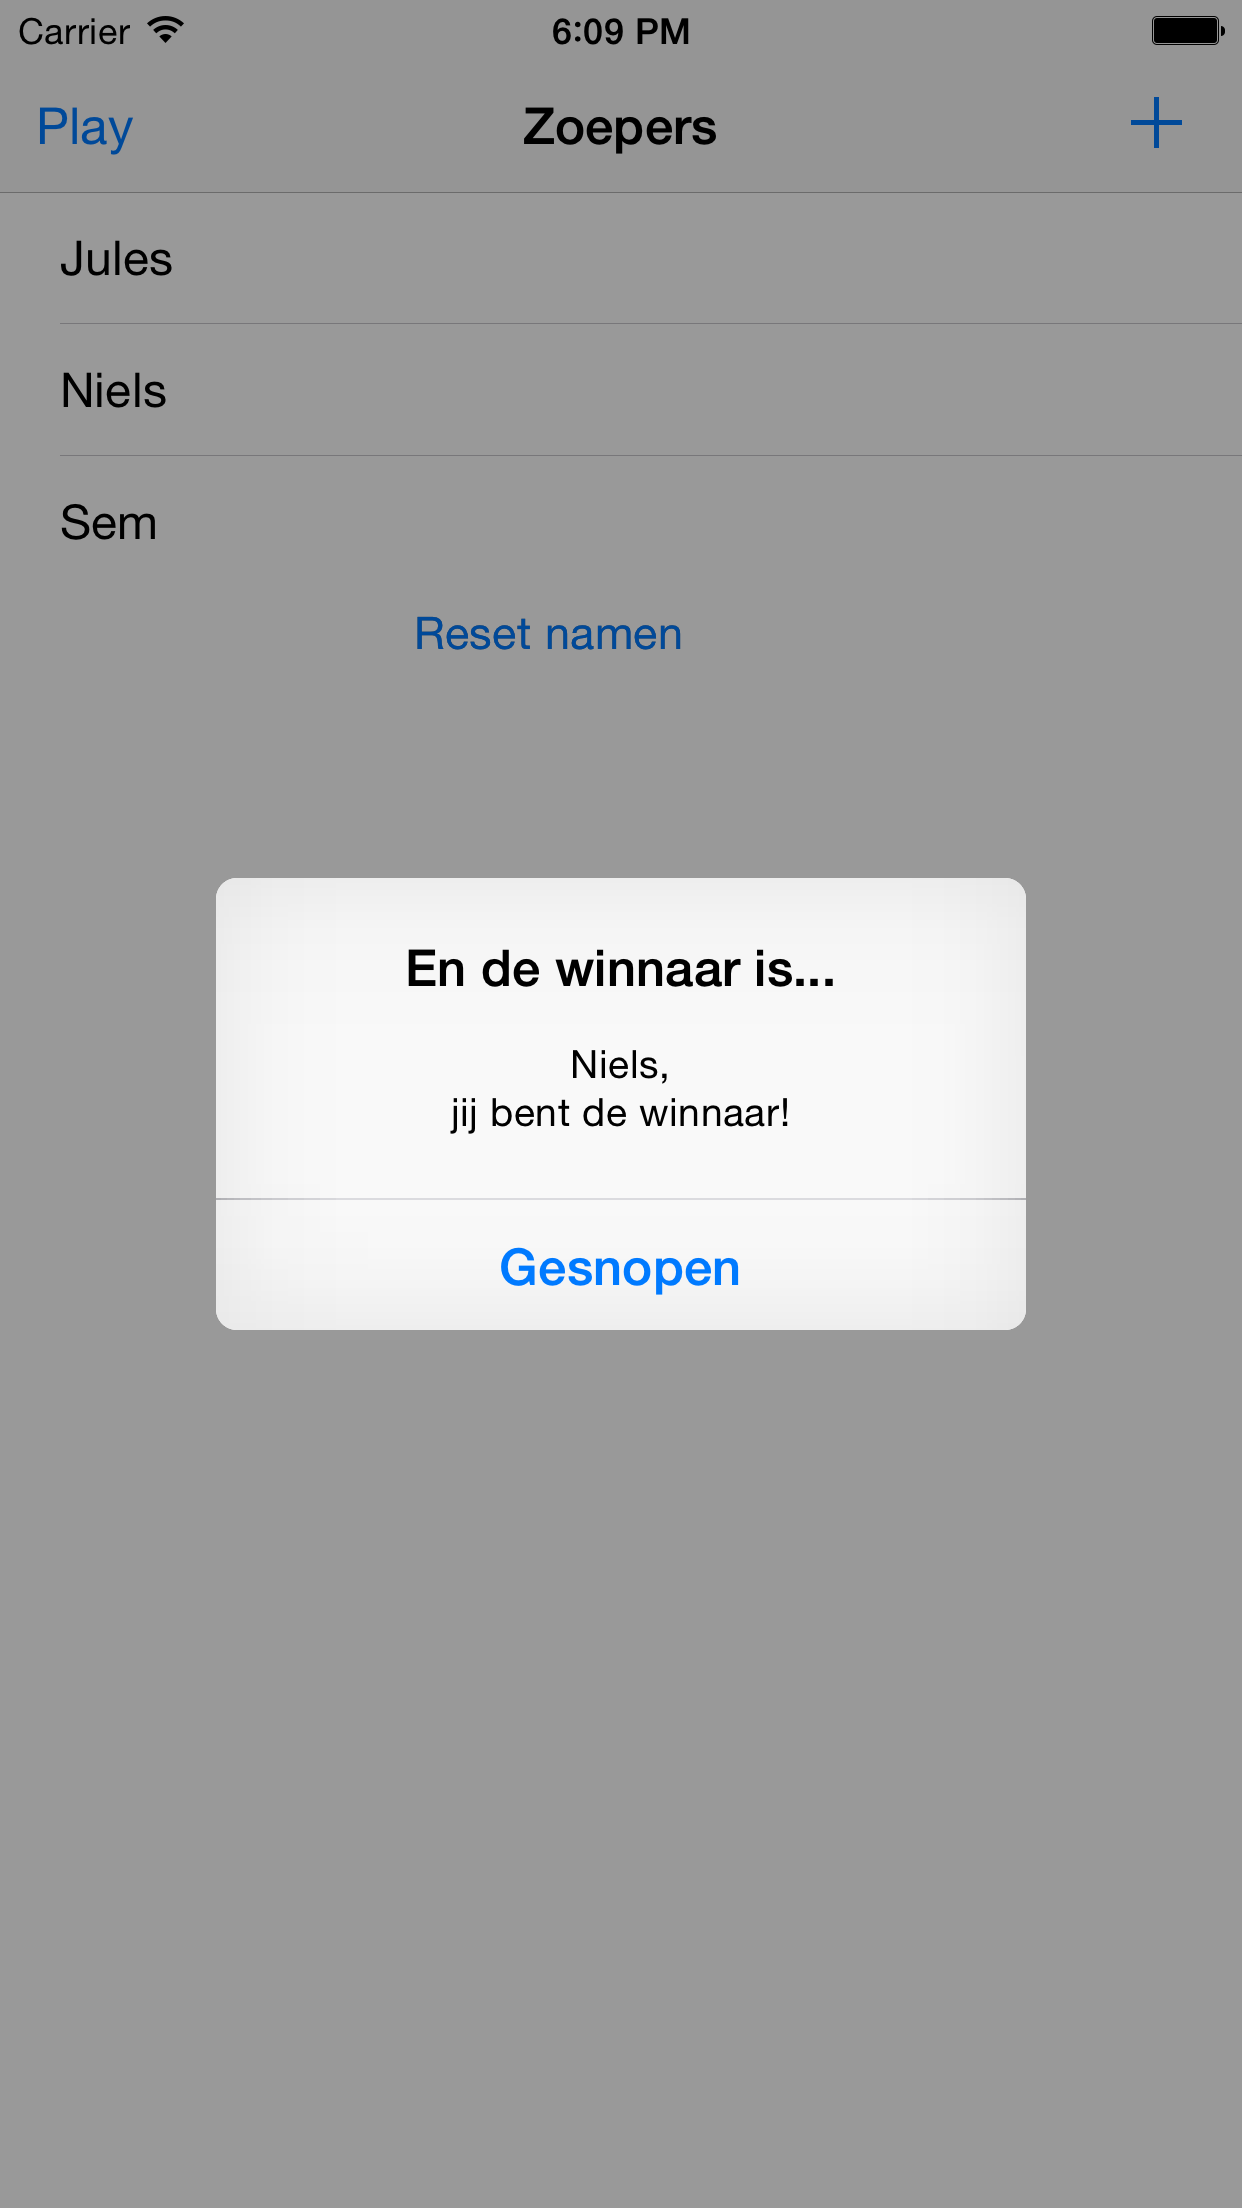 Carrier 6:09 PM
Play Zoepers +
Jules
Niels
Sem
Reset namen
En de winnaar is...
Niels,
jij bent de winnaar!
Gesnopen